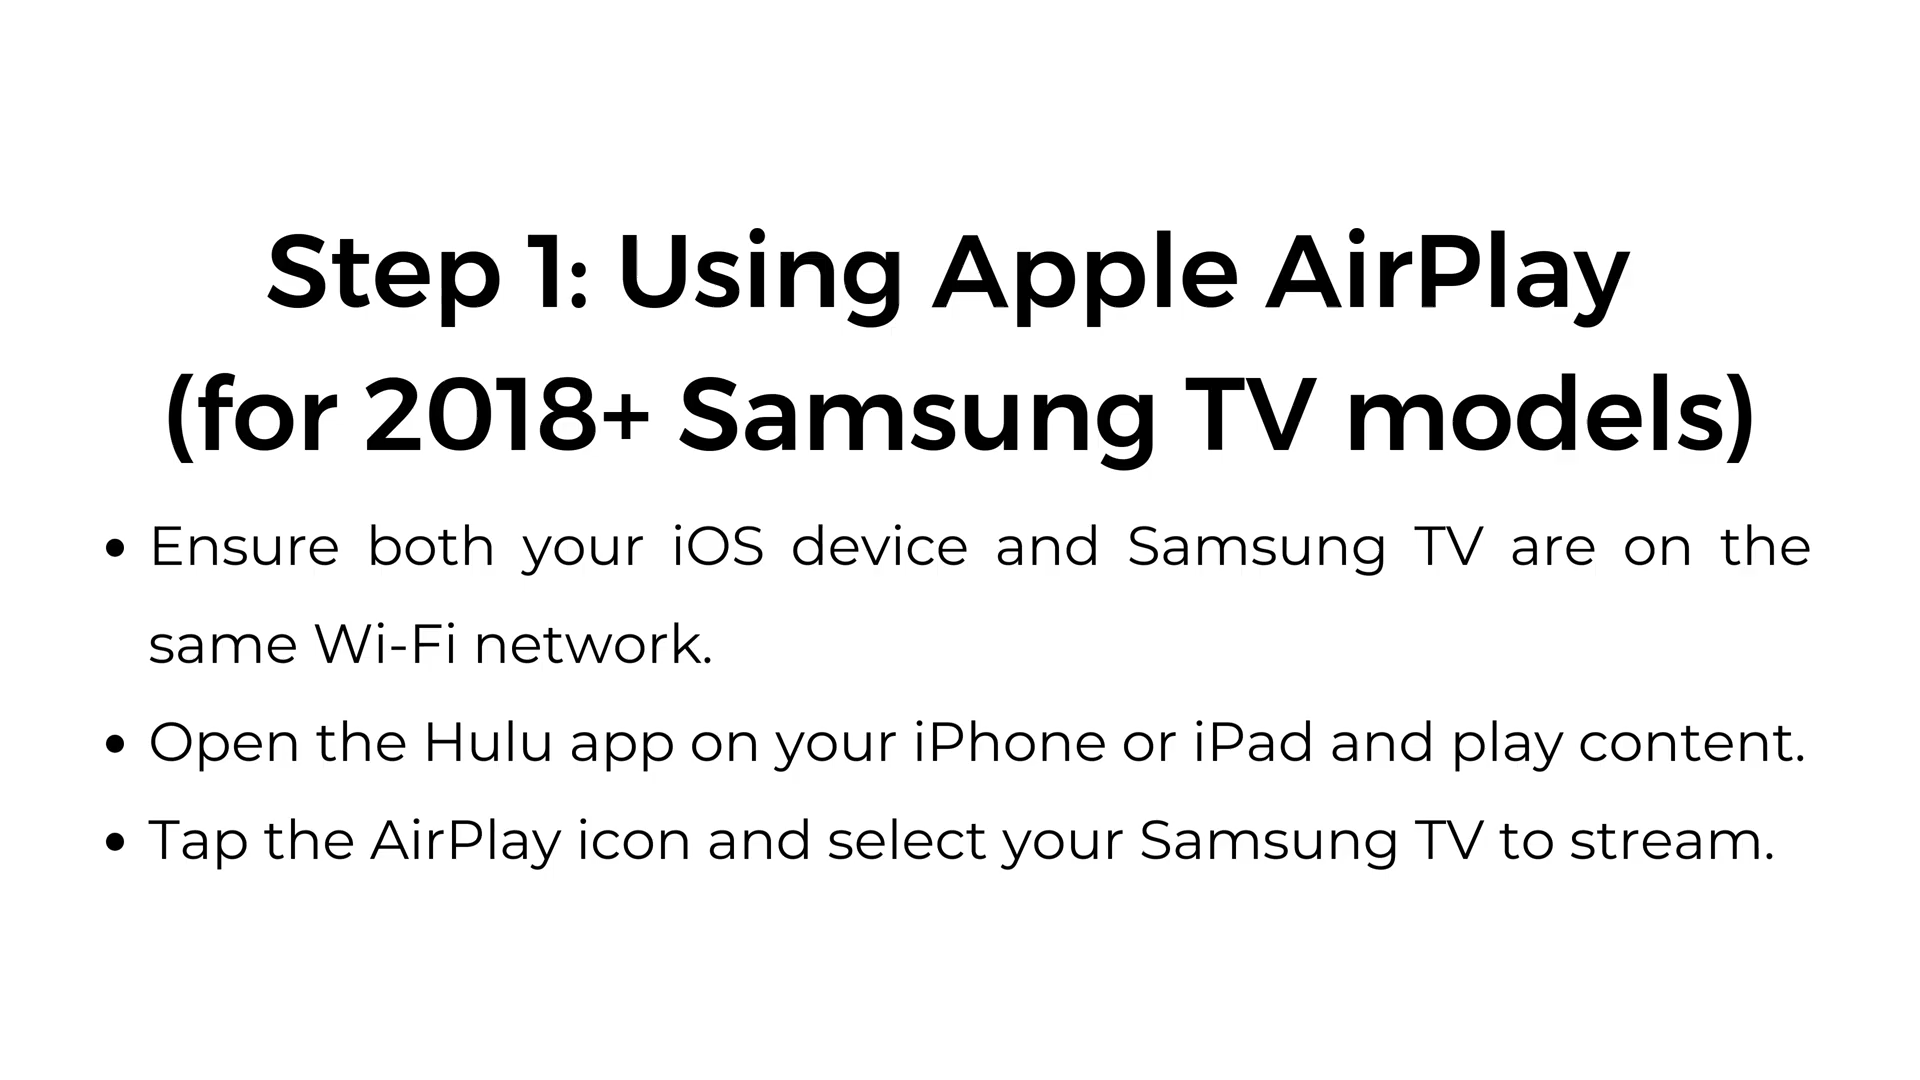 Step 1: Using Apple AirPlay
(for 2018+ Samsung TV models)
• Ensure both your iOS device and Samsung TV are on the
same Wi-Fi network.
• Open the Hulu app on your iPhone or iPad and play content.
• Tap the AirPlay icon and select your Samsung TV to stream.